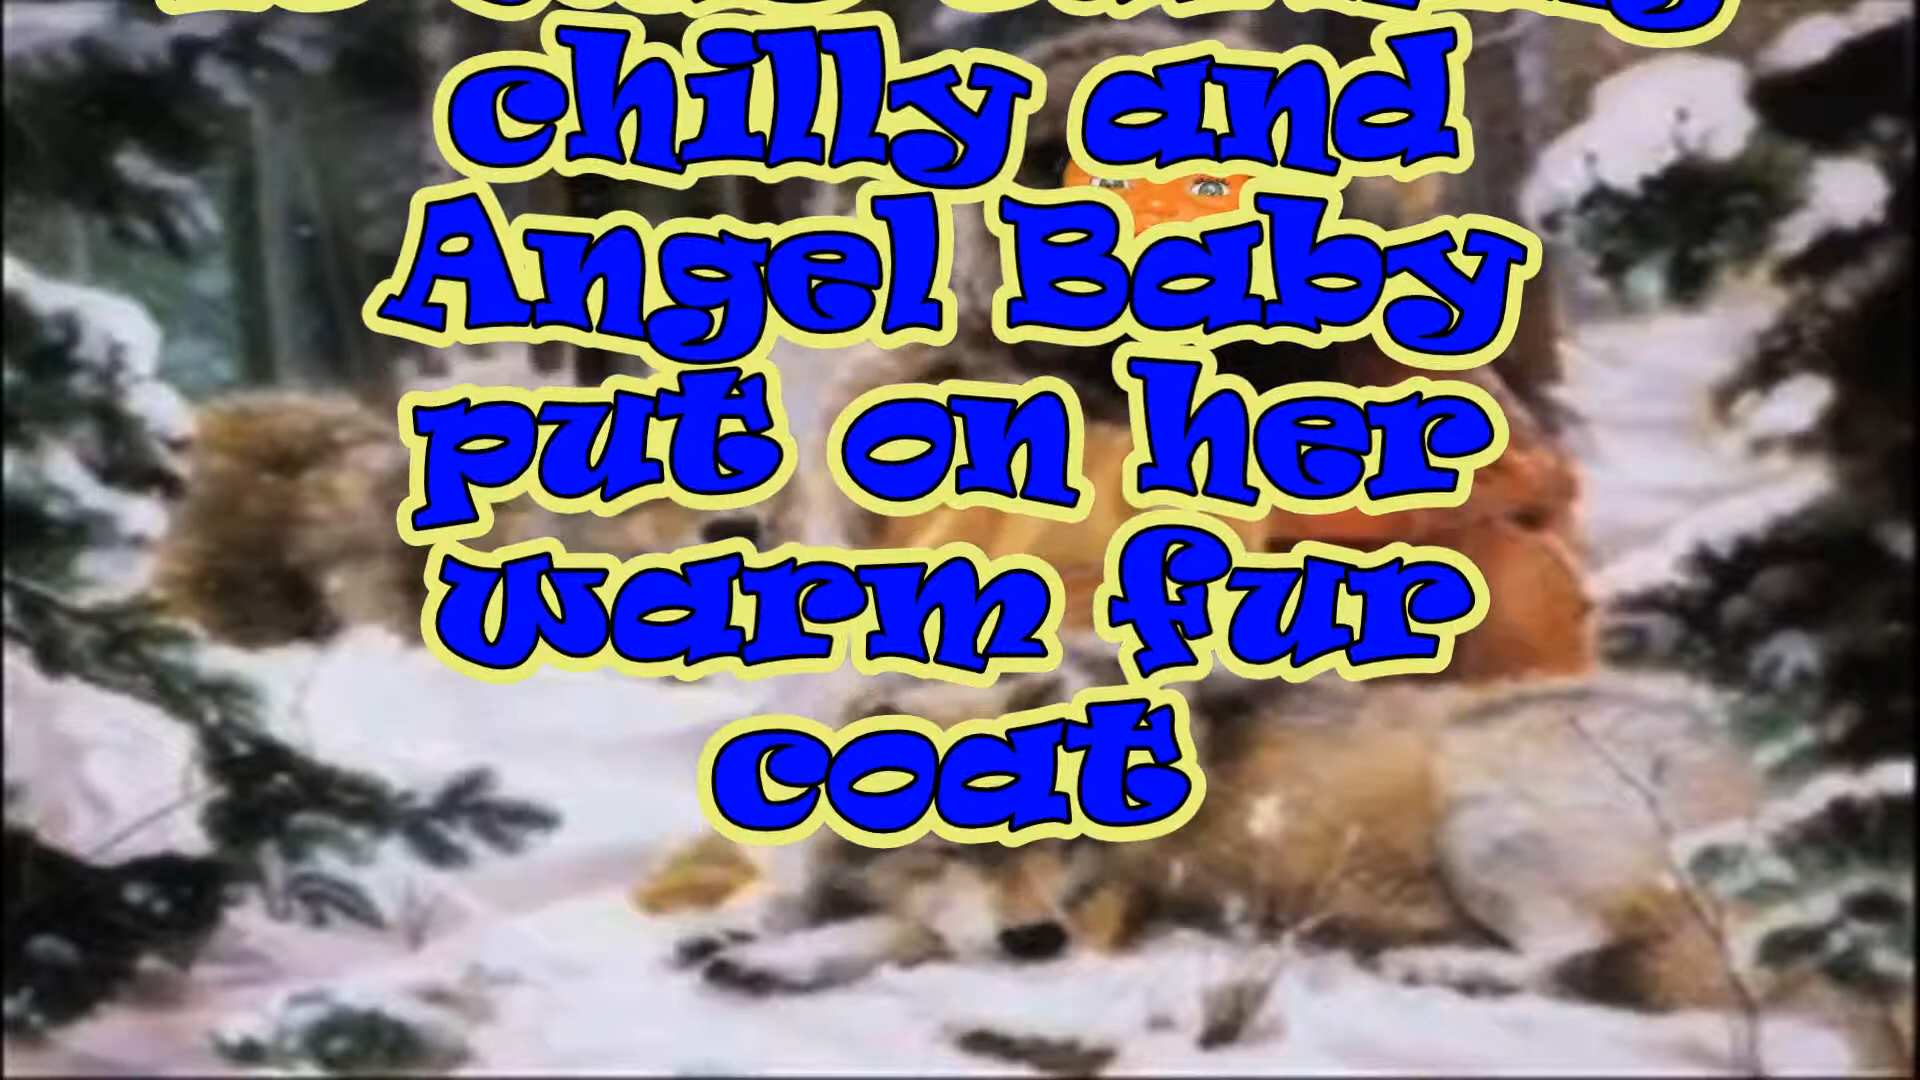 chilly and
Angel Baby
put on her
warm fur
coat